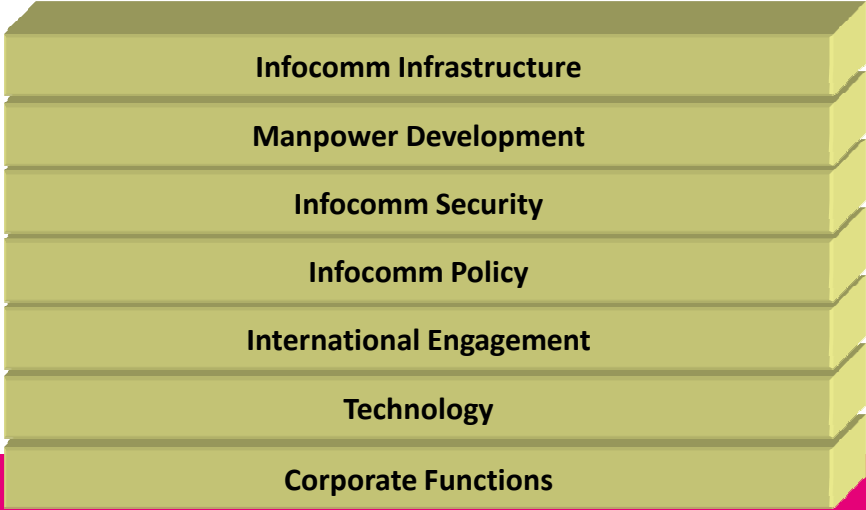 Infocomm Infrastructure
Manpower Development
Infocomm Security
Infocomm Policy
International Engagement
Technology
Corporate Functions